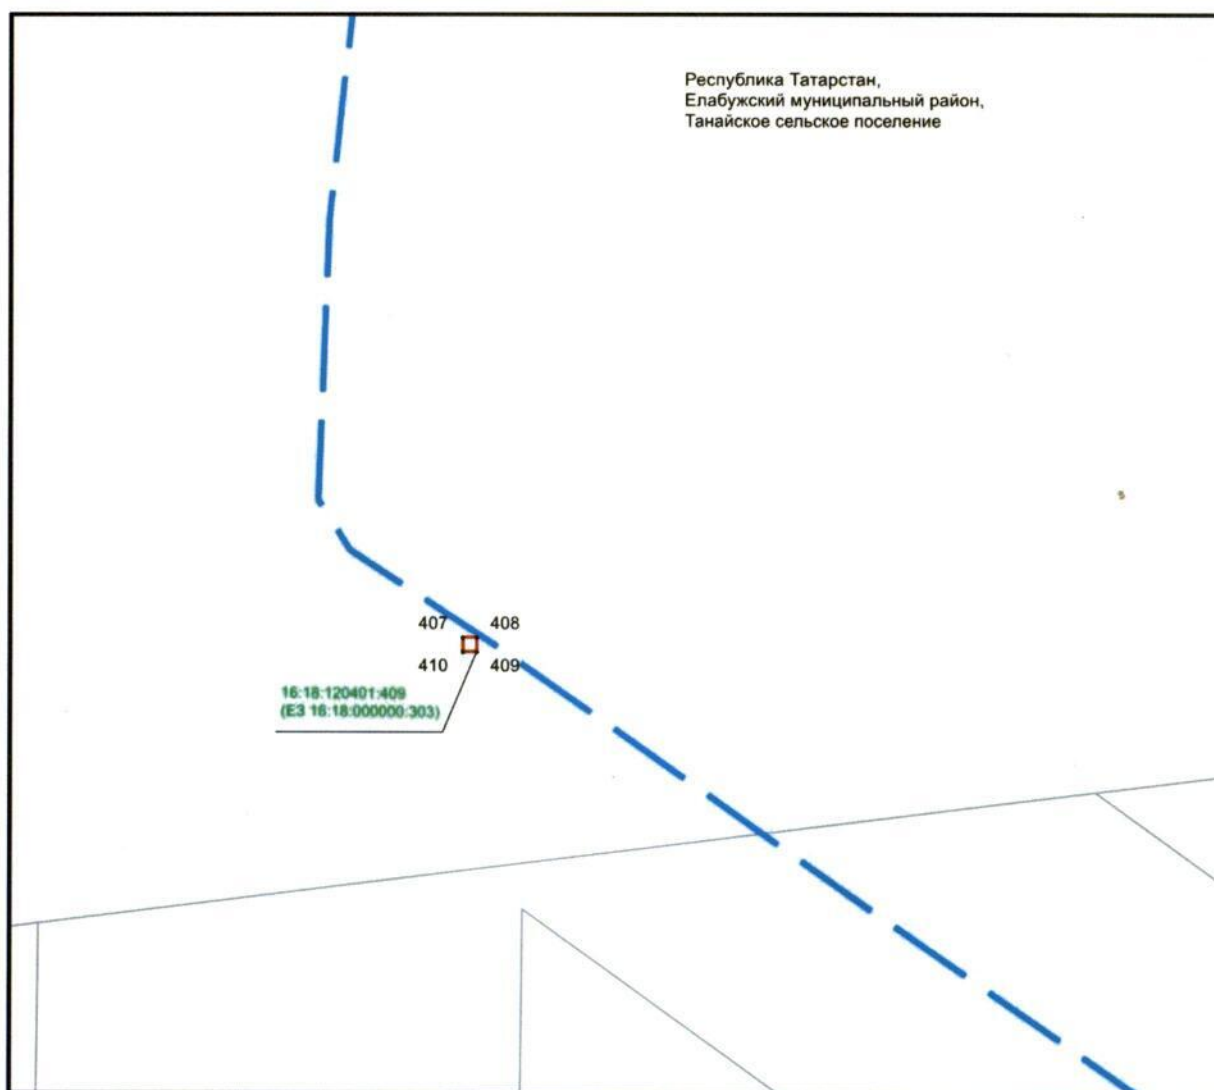 Республика Татарстан,
Елабужский муниципальный район,
Танайское сельское поселение
407 408
410 409
16:18:120401:409
(ЕЗ 16:18:000000:303)